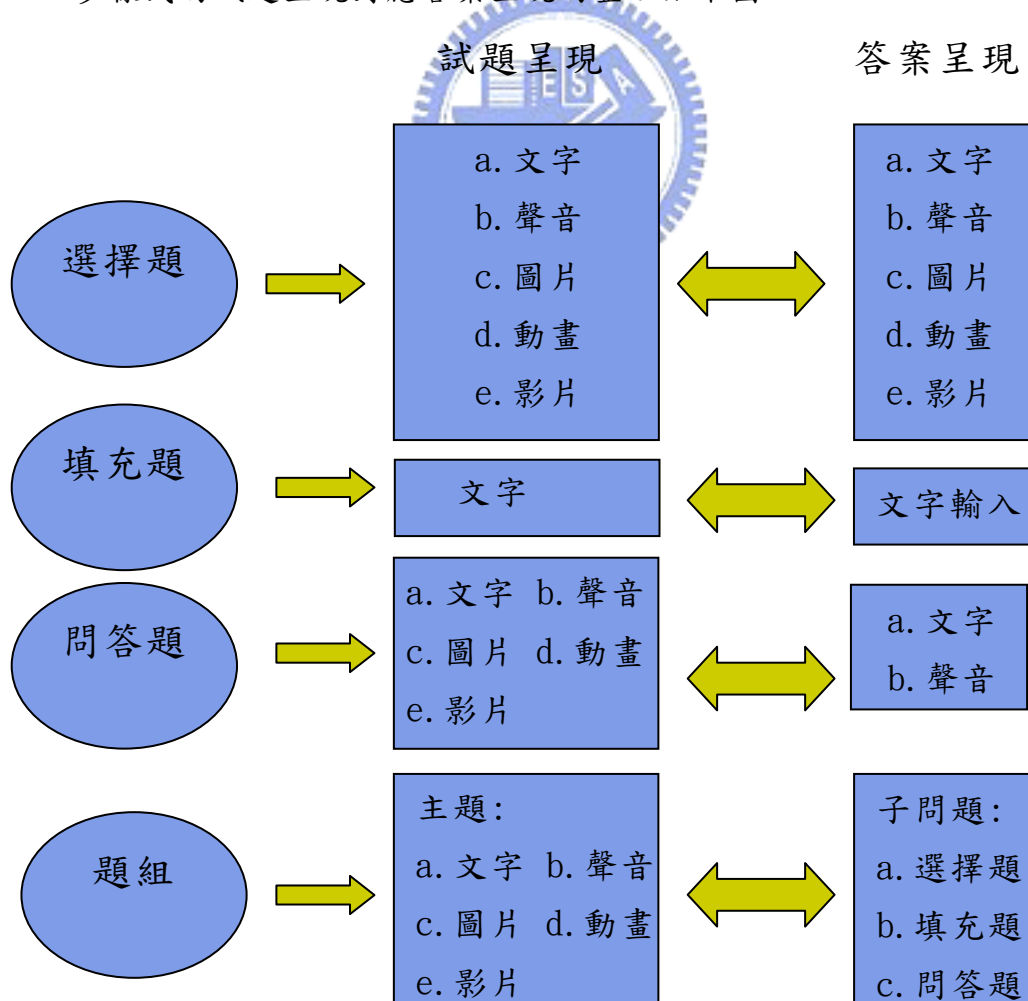 試題呈現 答案呈現
選擇題
a. 文字
b. 聲音
c. 圖片
d. 動畫
e. 影片
a. 文字
b. 聲音
c. 圖片
d. 動畫
e. 影片
填充題
文字
文字輸入
問答題
a. 文字 b. 聲音
c. 圖片 d. 動畫
e. 影片
a. 文字
b. 聲音
題組
主題:
a. 文字 b. 聲音
c. 圖片 d. 動畫
e. 影片
子問題:
a. 選擇題
b. 填充題
c. 問答題